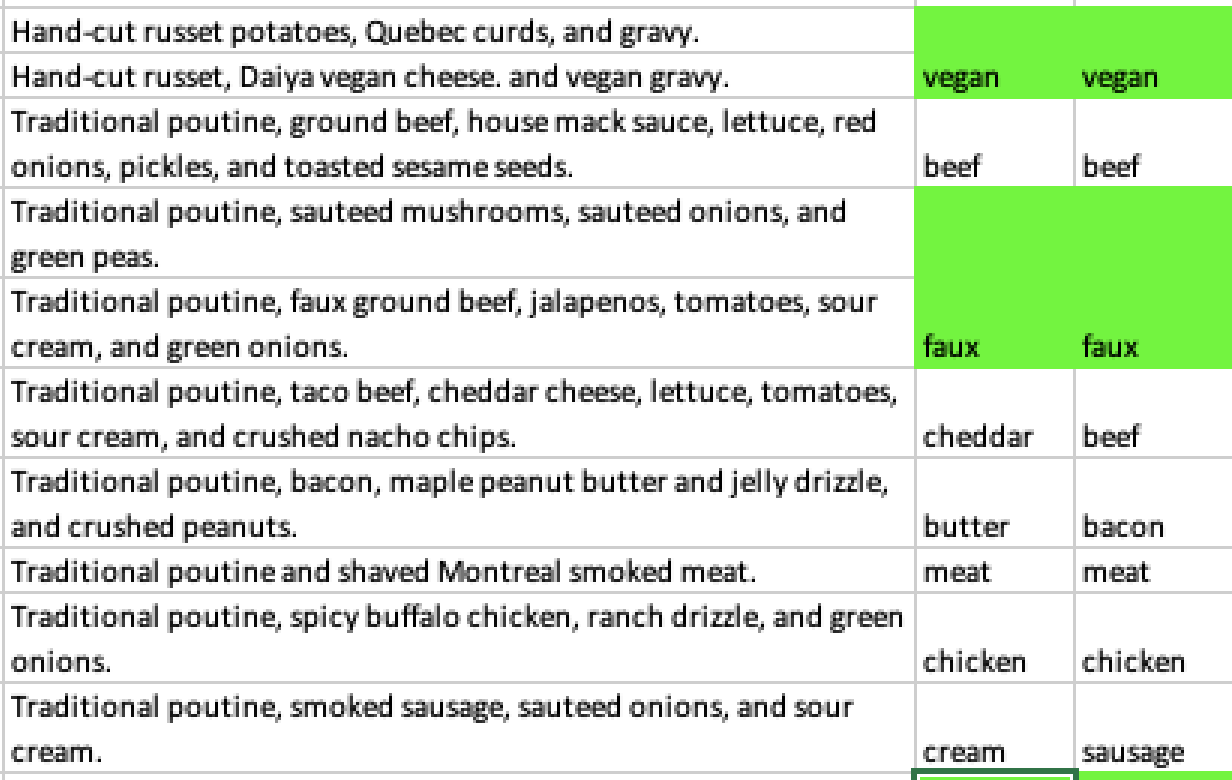 Hand-cut russet potatoes, Quebec curds, and gravy.
Hand-cut russet, Daiya vegan cheese. and vegan gravy.
vegan vegan
Traditional poutine, ground beef, house mack sauce, lettuce, red
onions, pickles, and toasted sesame seeds.
beef beef
Traditional poutine, sauteed mushrooms, sauteed onions, and
green peas.
Traditional poutine, faux ground beef, jalapenos, tomatoes, sour
cream, and green onions.
faux faux
Traditional poutine, taco beef, cheddar cheese, lettuce, tomatoes,
sour cream, and crushed nacho chips.
cheddar beef
Traditional poutine, bacon, maple peanut butter and jelly drizzle,
and crushed peanuts.
butter bacon
Traditional poutine and shaved Montreal smoked meat.
meat meat
Traditional poutine, spicy buffalo chicken, ranch drizzle, and green
onions.
chicken chicken
Traditional poutine, smoked sausage, sauteed onions, and sour
cream.
cream sausage